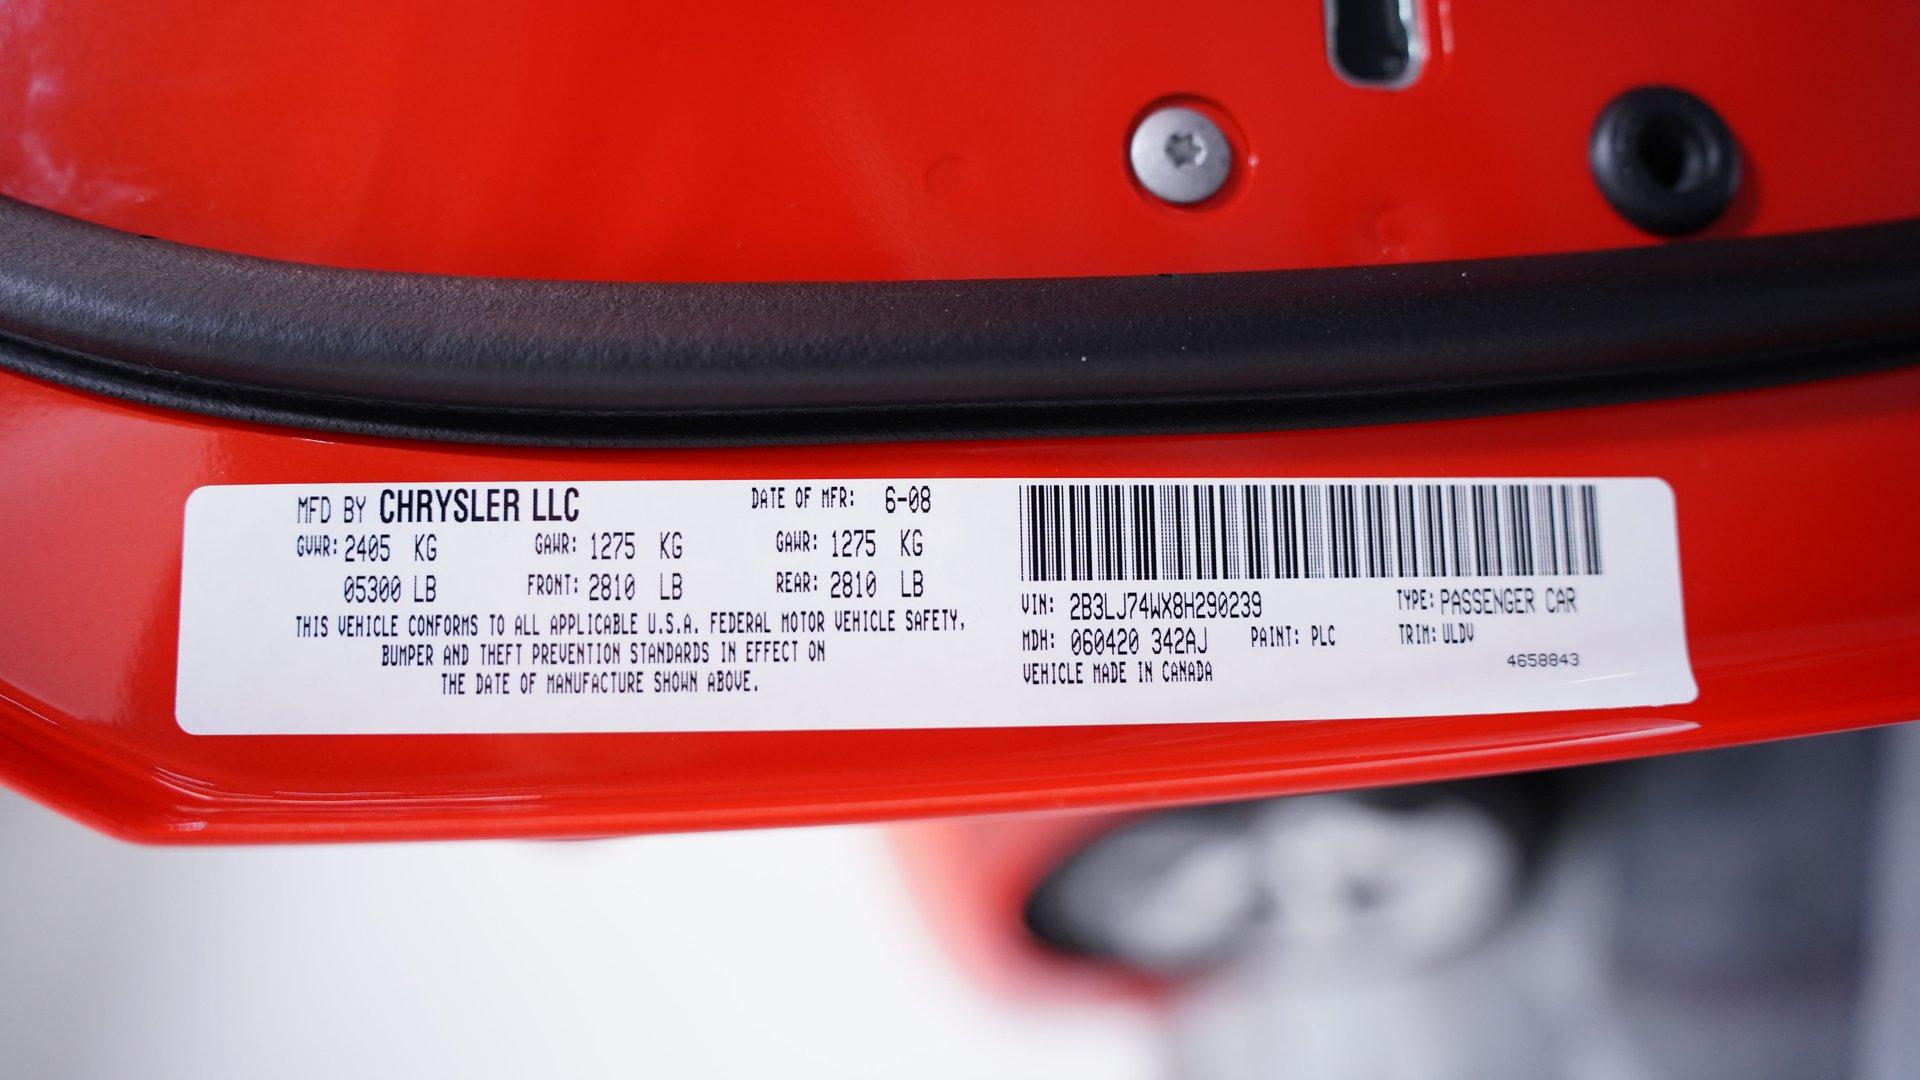 MFD BY CHRYSLER LLC DATE OF MFR: 6-08
GVWR: 2405 KG GAWR: 1275 KG GAWR: 1275 KG
05300 LB FRONT: 2810 LB REAR: 2810 LB
THIS VEHICLE CONFORMS TO ALL APPLICABLE U.S.A. FEDERAL MOTOR VEHICLE SAFETY,
BUMPER AND THEFT PREVENTION STANDARDS IN EFFECT ON
THE DATE OF MANUFACTURE SHOWN ABOVE.
VIN: 2B3LJ74WX8H290239 TYPE: PASSENGER CAR
MDH: 060420 342AJ PAINT: PLC TRIM: ULDV
VEHICLE MADE IN CANADA 4658843